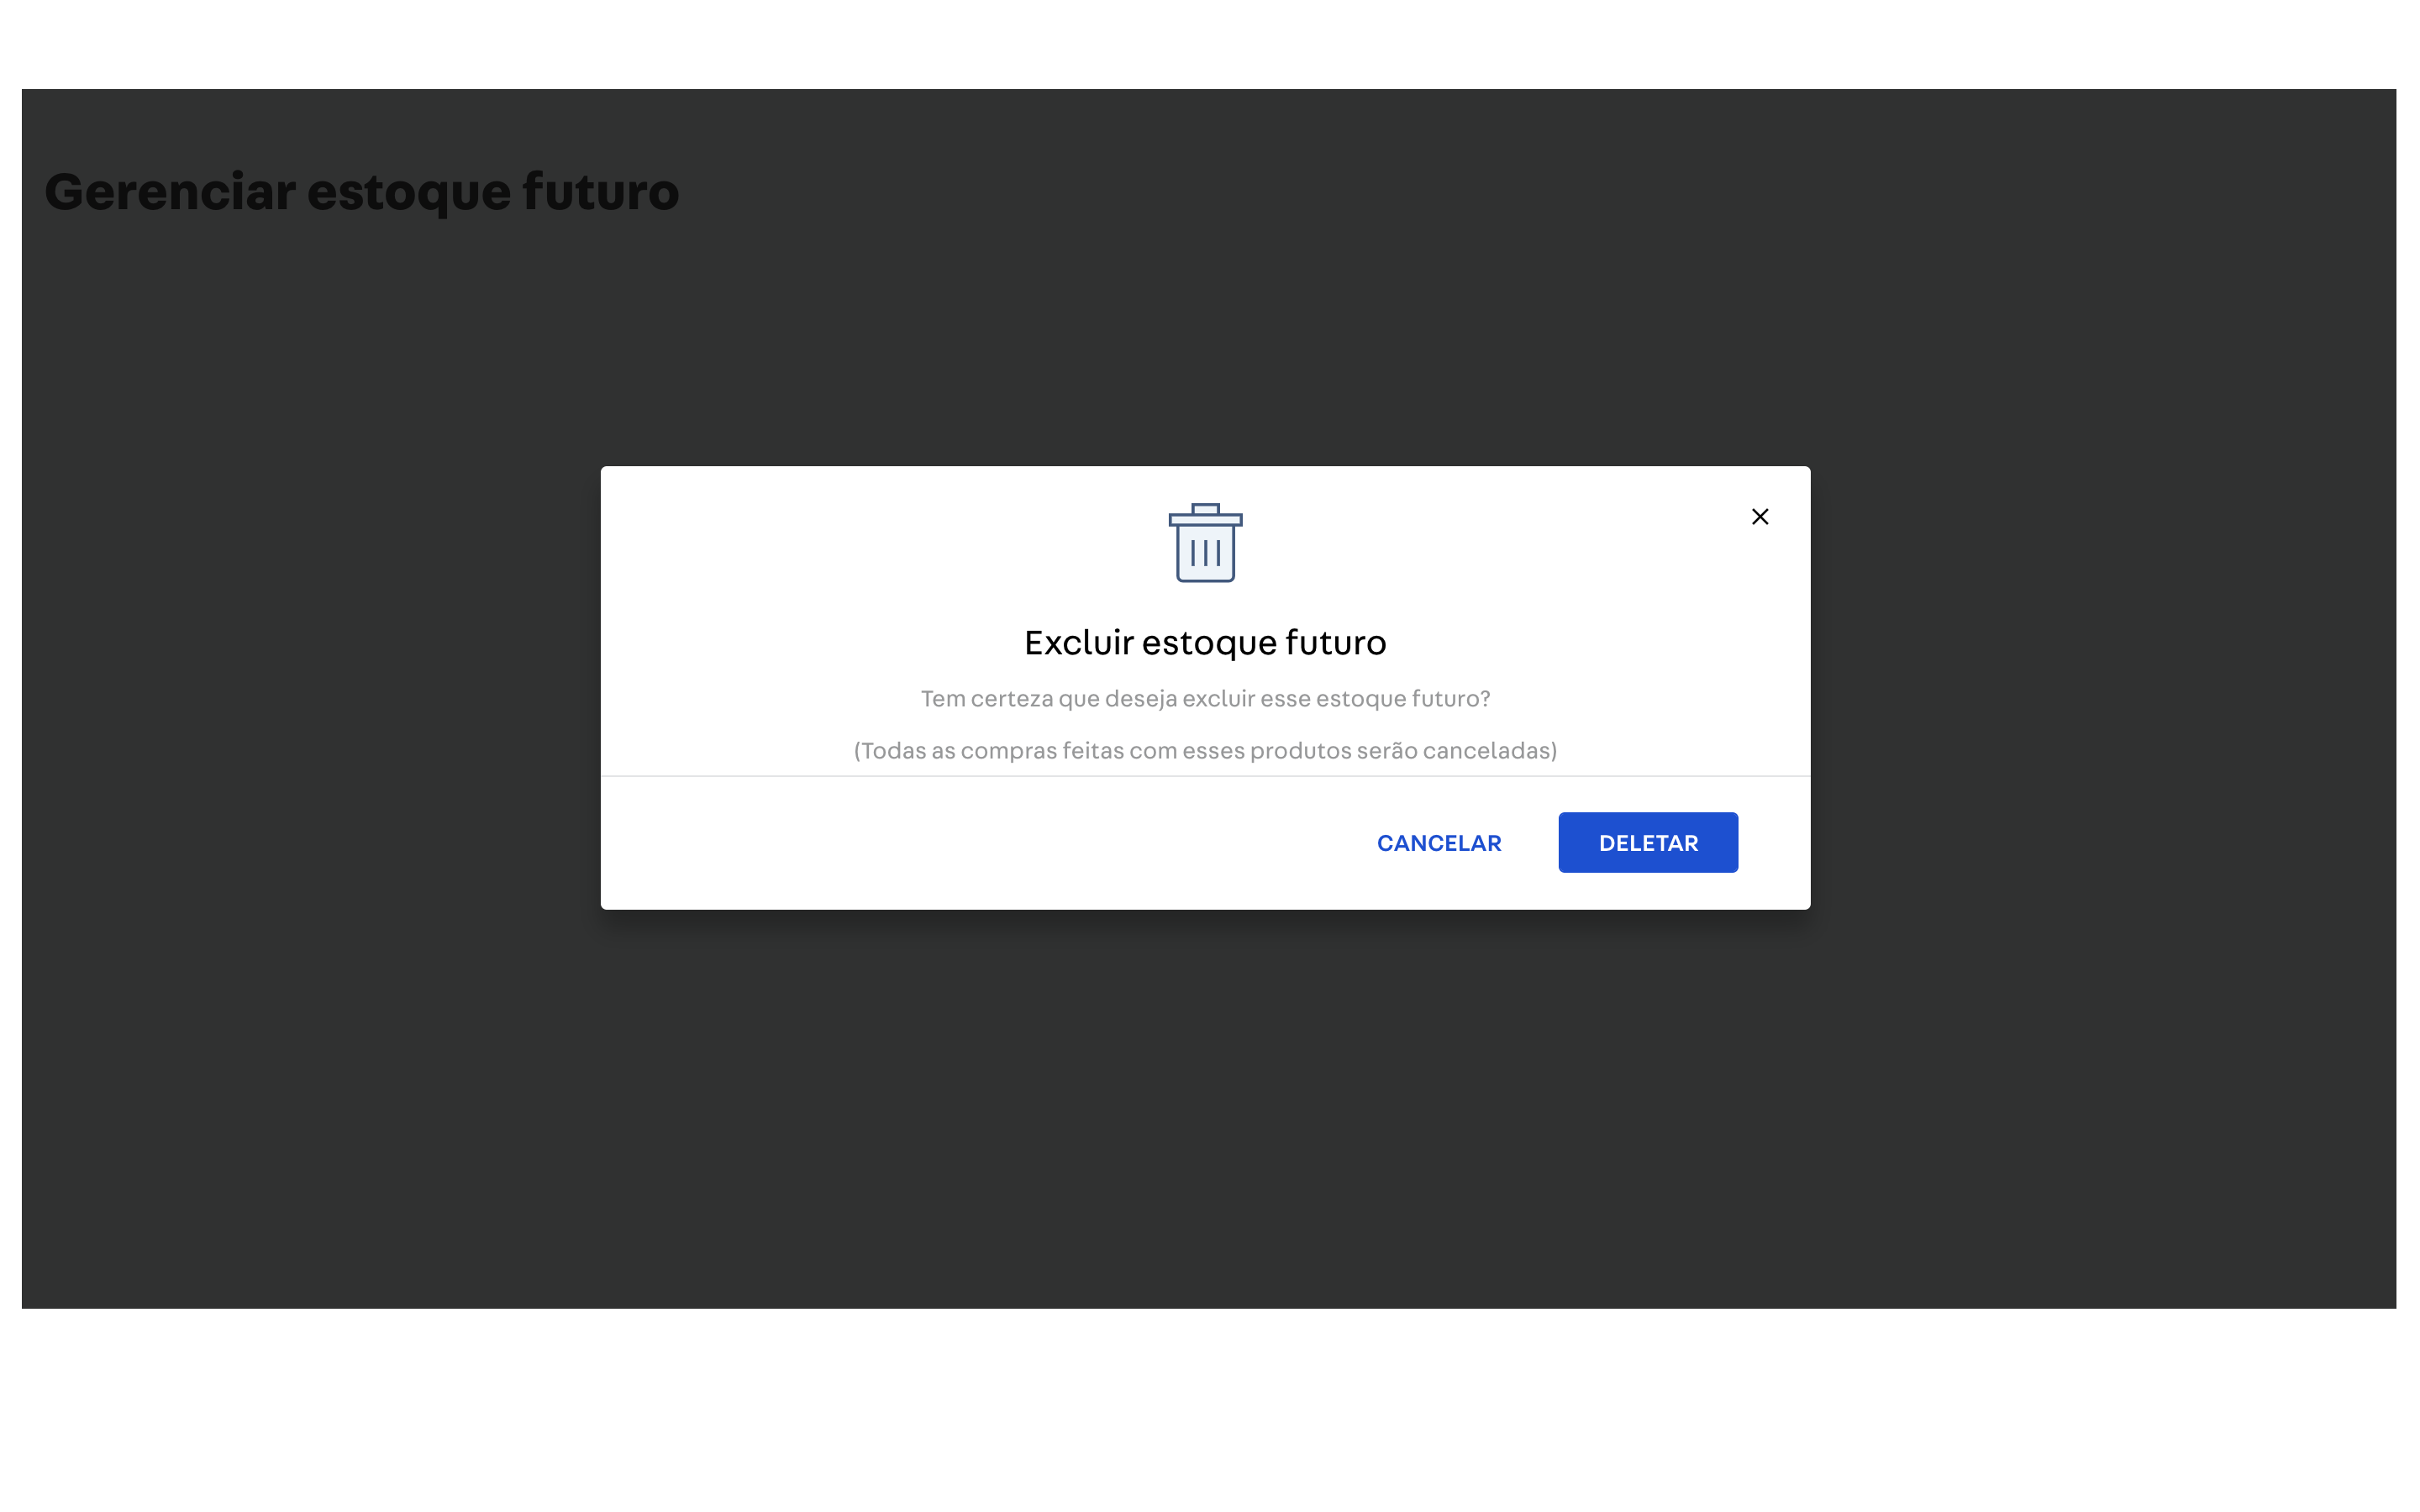 Gerenciar estoque futuro
Excluir estoque futuro
Tem certeza que deseja excluir esse estoque futuro?
(Todas as compras feitas com esses produtos serão canceladas)
CANCELAR
DELETAR